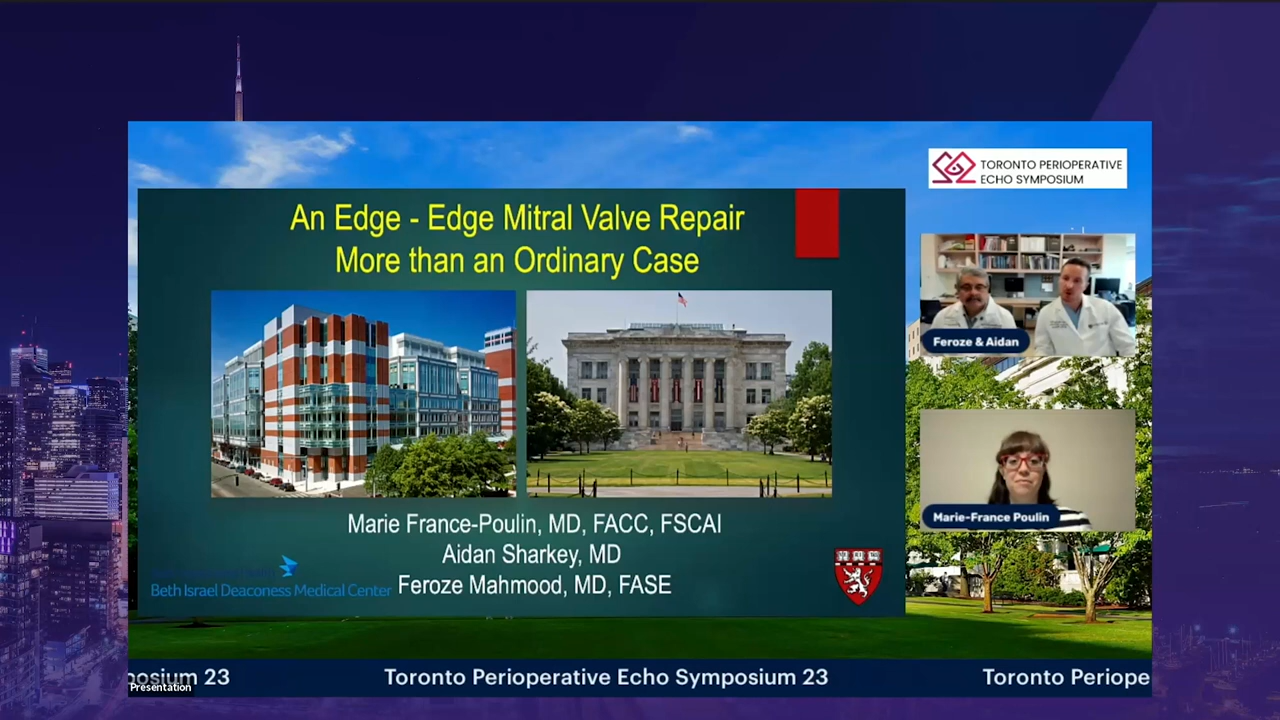 TORONTO PERIOPERATIVE
ECHO SYMPOSIUM
An Edge - Edge Mitral Valve Repair
More than an Ordinary Case
Feroze & Aidan
Marie-France Poulin
Marie France-Poulin, MD, FACC, FSCAI
Aidan Sharkey, MD
Feroze Mahmood, MD, FASE
Beth Israel Deaconess Medical Center
posium 23 Toronto Perioperative Echo Symposium 23 Toronto Periope
Presentation